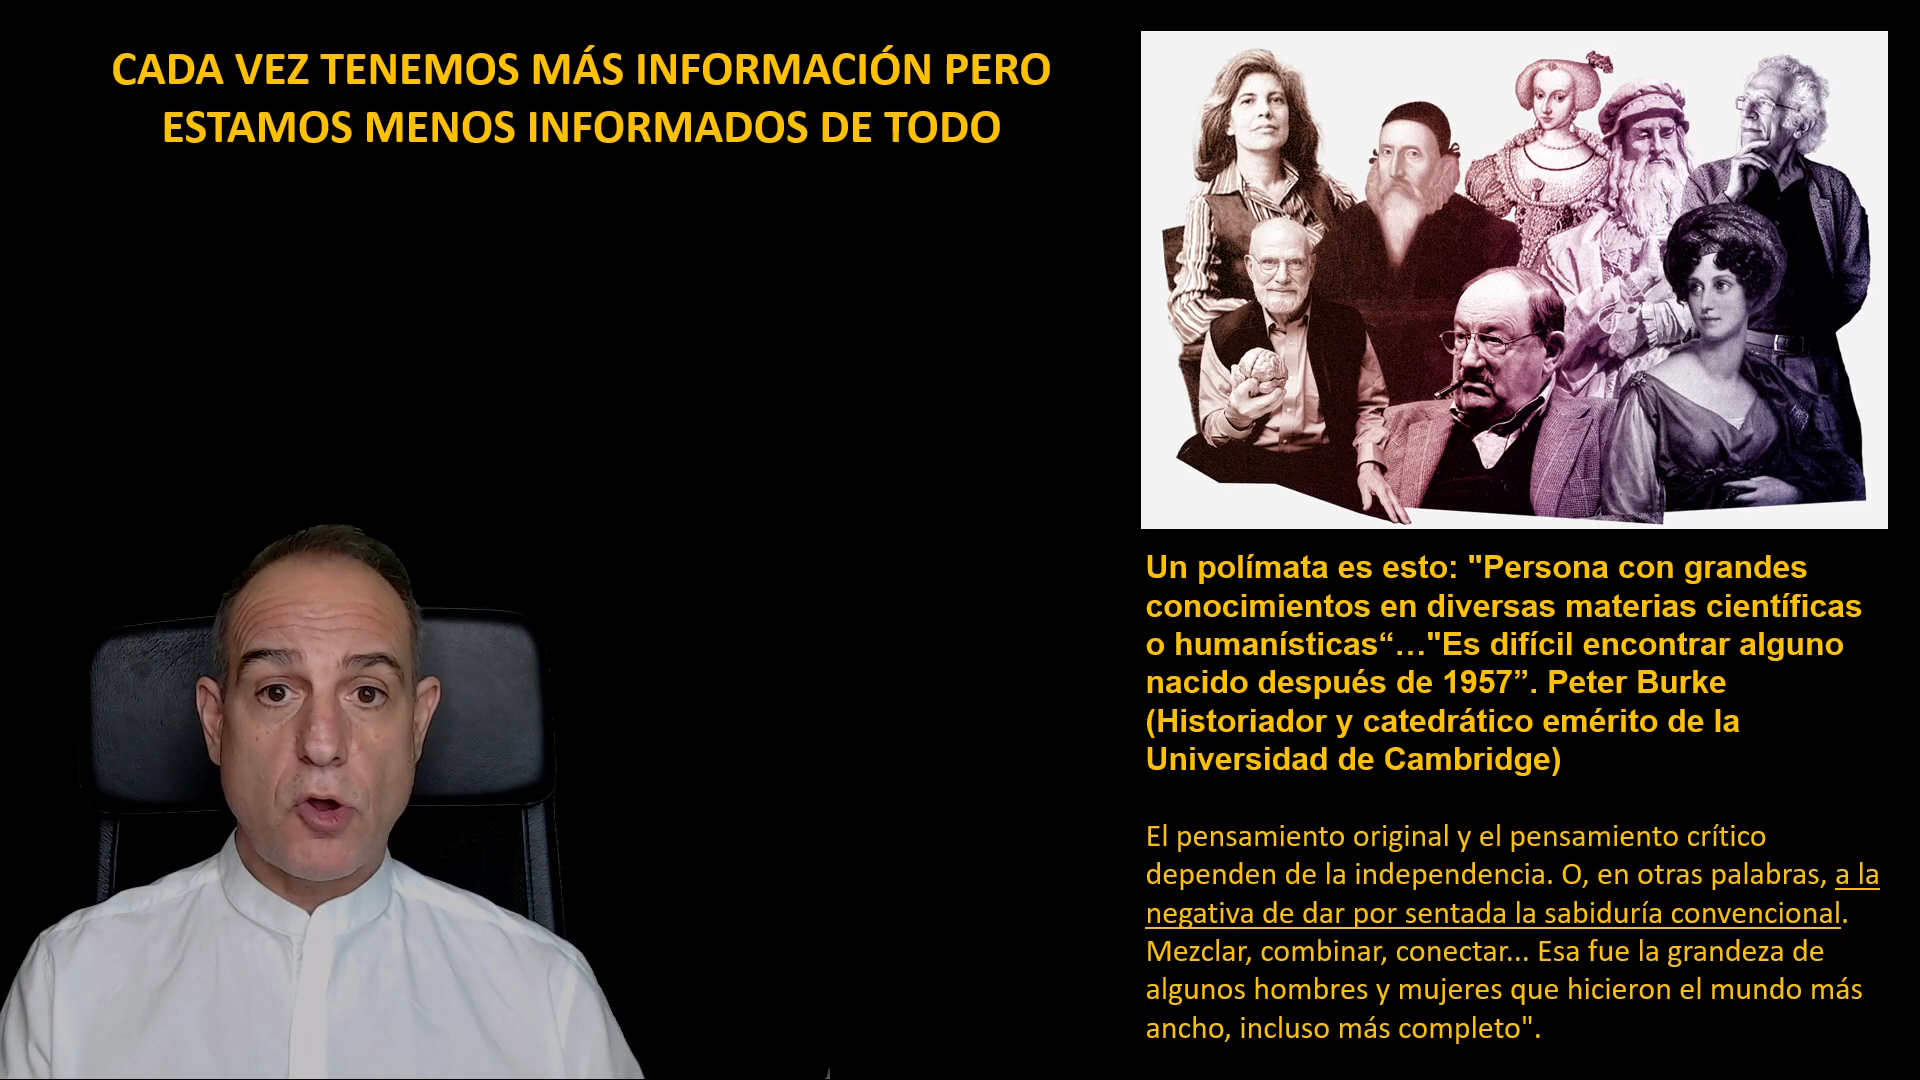 CADA VEZ TENEMOS MÁS INFORMACIÓN PERO
ESTAMOS MENOS INFORMADOS DE TODO
Un polímata es esto: "Persona con grandes
conocimientos en diversas materias científicas
o humanísticas“…"Es difícil encontrar alguno
nacido después de 1957”. Peter Burke
(Historiador y catedrático emérito de la
Universidad de Cambridge)
El pensamiento original y el pensamiento crítico
dependen de la independencia. O, en otras palabras, a la
negativa de dar por sentada la sabiduría convencional.
Mezclar, combinar, conectar... Esa fue la grandeza de
algunos hombres y mujeres que hicieron el mundo más
ancho, incluso más completo".